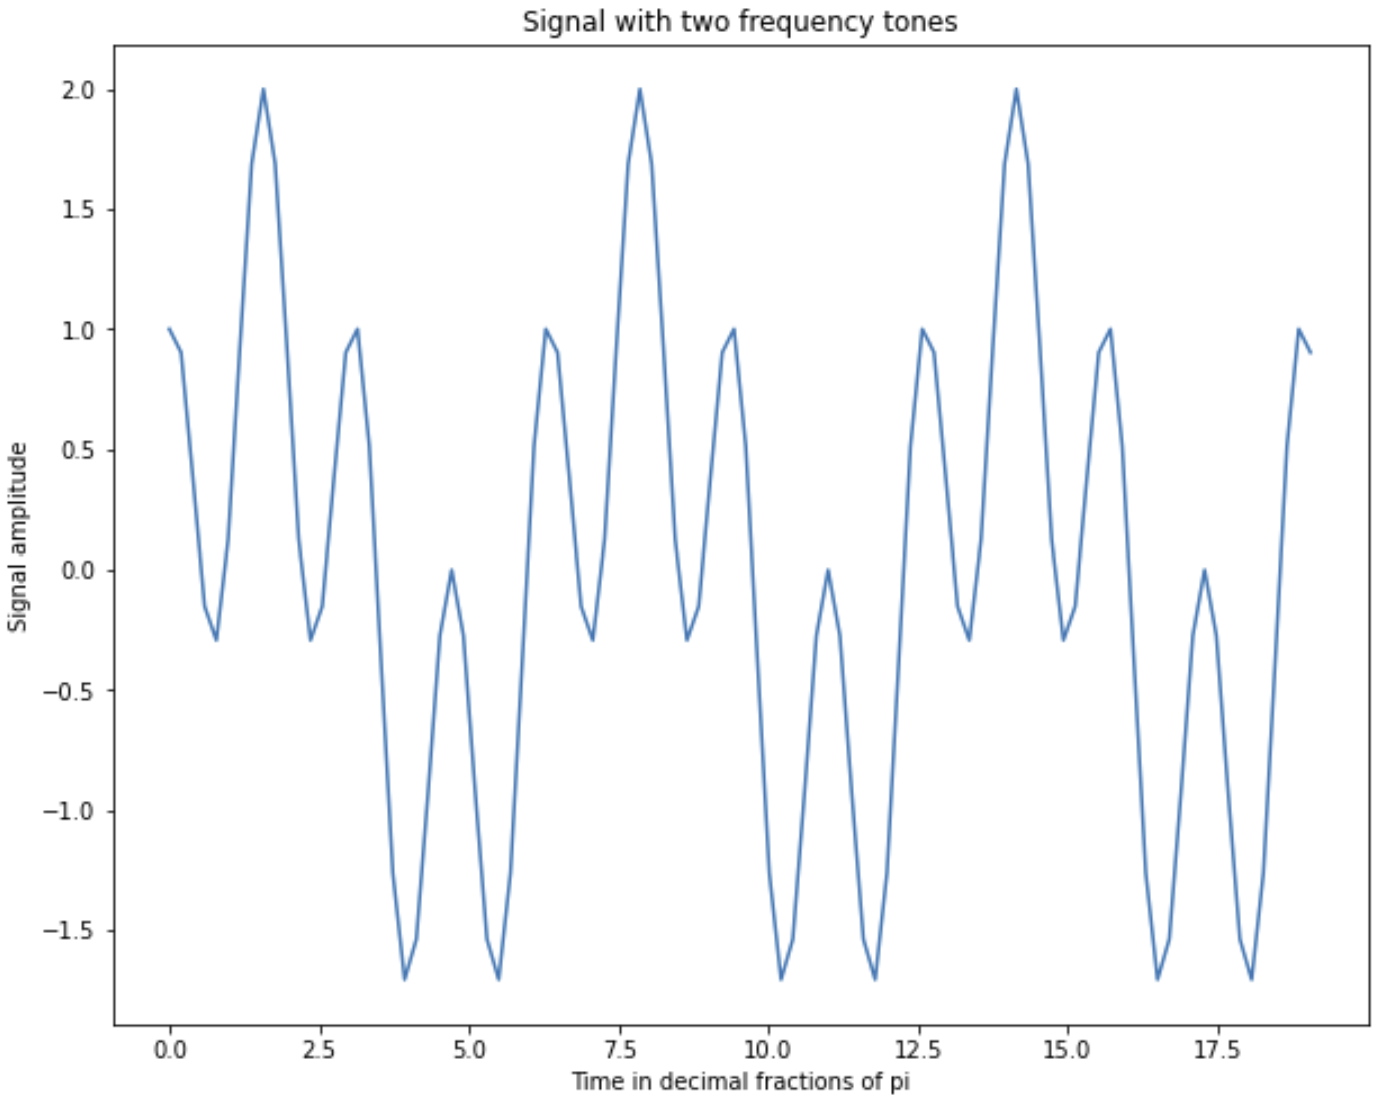 Signal with two frequency tones
2.0
1.5
1.0
0.5
0.0
−0.5
−1.0
−1.5
Signal amplitude
0.0 2.5 5.0 7.5 10.0 12.5 15.0 17.5
Time in decimal fractions of pi